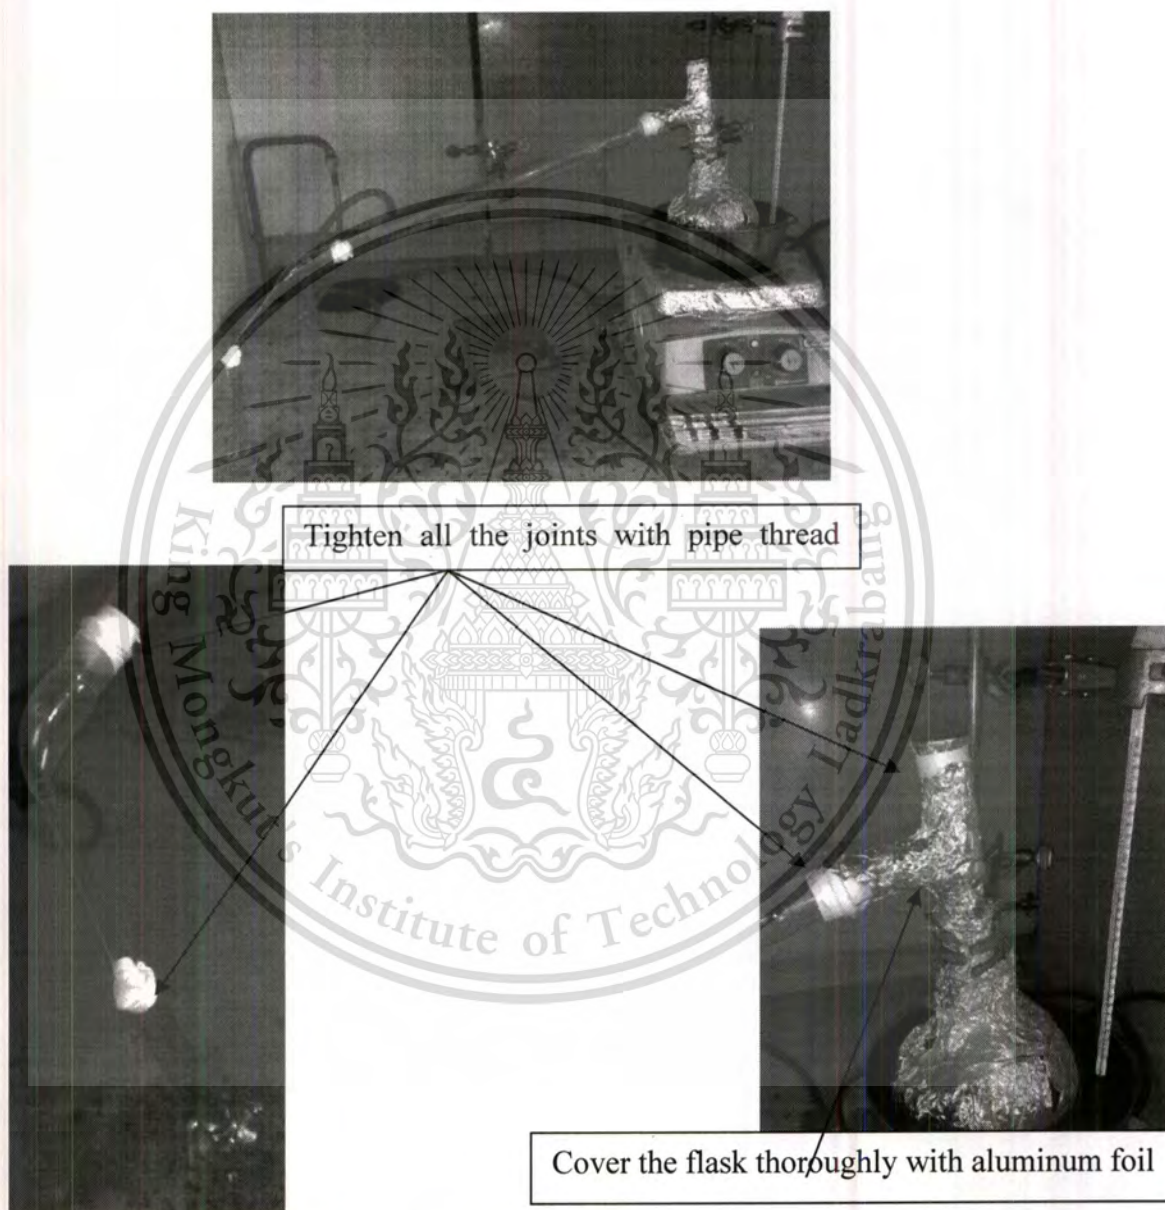 Tighten all the joints with pipe thread
King Mongkut's Institute of Technology Ladkrabang
Cover the flask thoroughly with aluminum foil